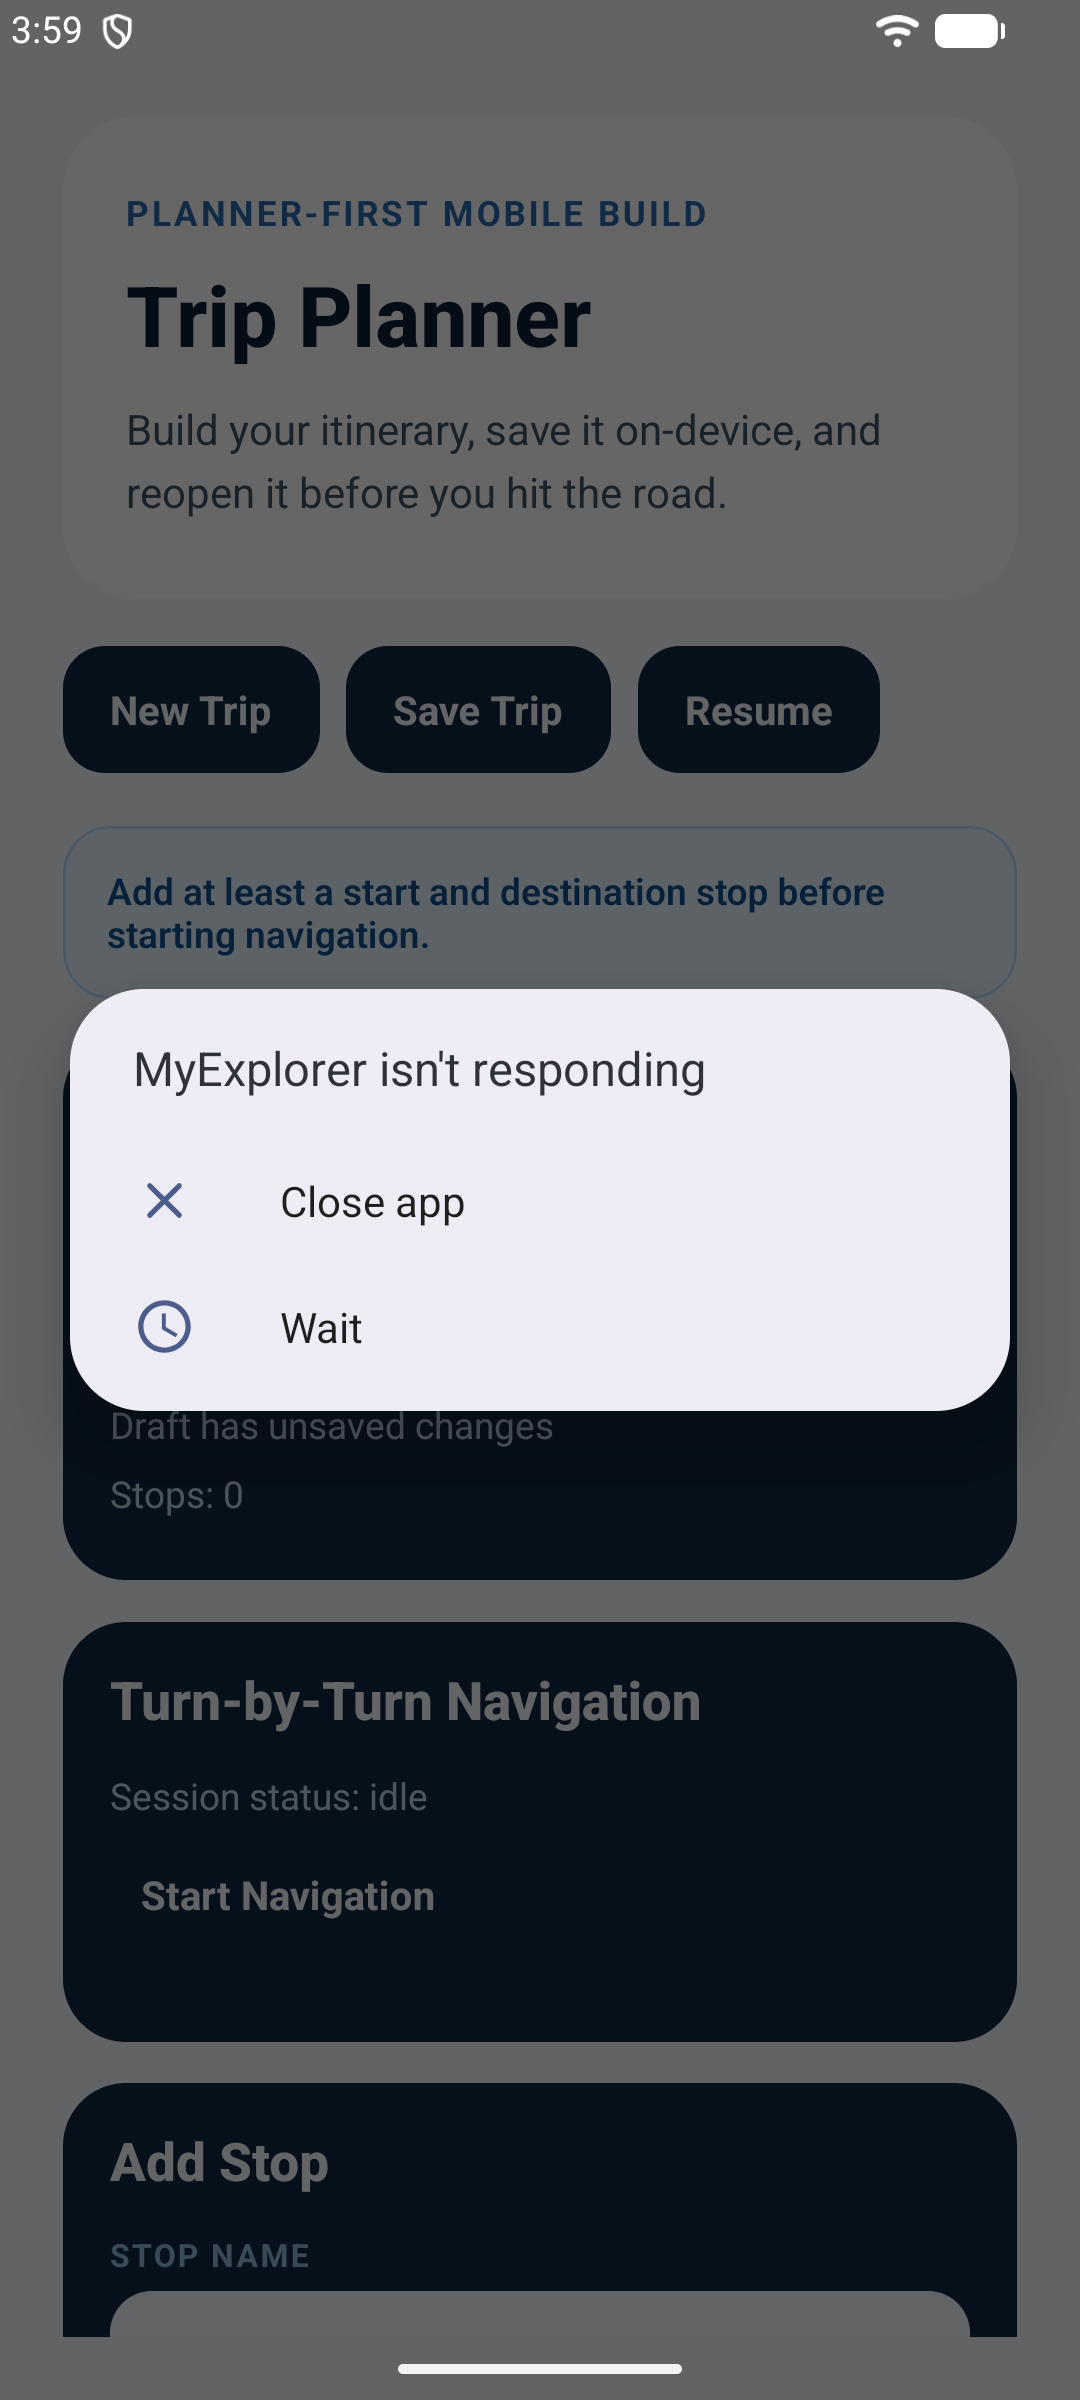 3:59
PLANNER-FIRST MOBILE BUILD
Trip Planner
Build your itinerary, save it on-device, and
reopen it before you hit the road.
New Trip
Save Trip
Resume
Add at least a start and destination stop before
starting navigation.
MyExplorer isn't responding
Close app
Wait
Draft has unsaved changes
Stops: 0
Turn-by-Turn Navigation
Session status: idle
Start Navigation
Add Stop
STOP NAME